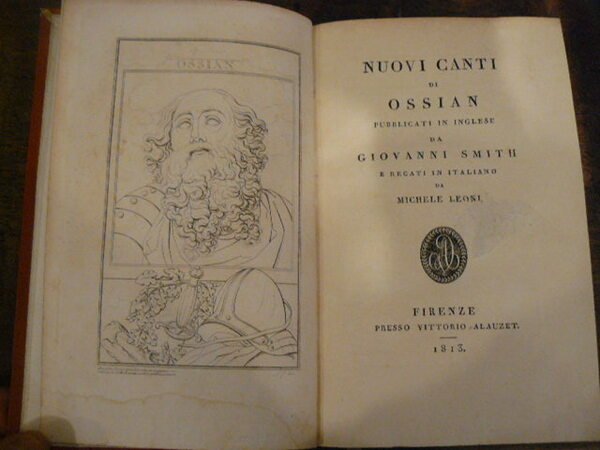 OSSIAN
NUOVI CANTI
DI
OSSIAN
PUBBLICATI IN INGLESE
DA
GIOVANNI SMITH
E RECATI IN ITALIANO
DA
MICHELE LEONI.
FIRENZE
PRESSO VITTORIO ALAUZET.
1813.